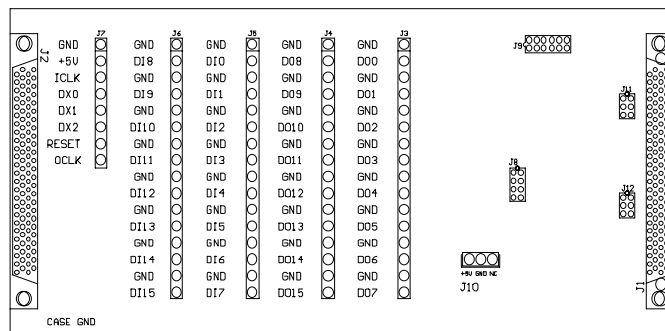 J7 J6 J5 J4 J3
GND GND GND GND GND J9
J2
+5V DI8 DI0 DO8 DO0
ICLK GND GND GND GND
DX0 DI9 DI1 DO9 DO1 J11
DX1 GND GND GND GND
DX2 DI10 DI2 DO10 DO2
RESET GND GND GND GND
OCLK DI11 DI3 DO11 DO3 J8
GND GND GND GND
DI12 DI4 DO12 DO4 J12
GND GND GND GND
DI13 DI5 DO13 DO5
GND GND GND GND
DI14 DI6 DO14 DO6
+5V GND NC
GND GND GND GND J10 J1
DI15 DI7 DO15 DO7
CASE GND